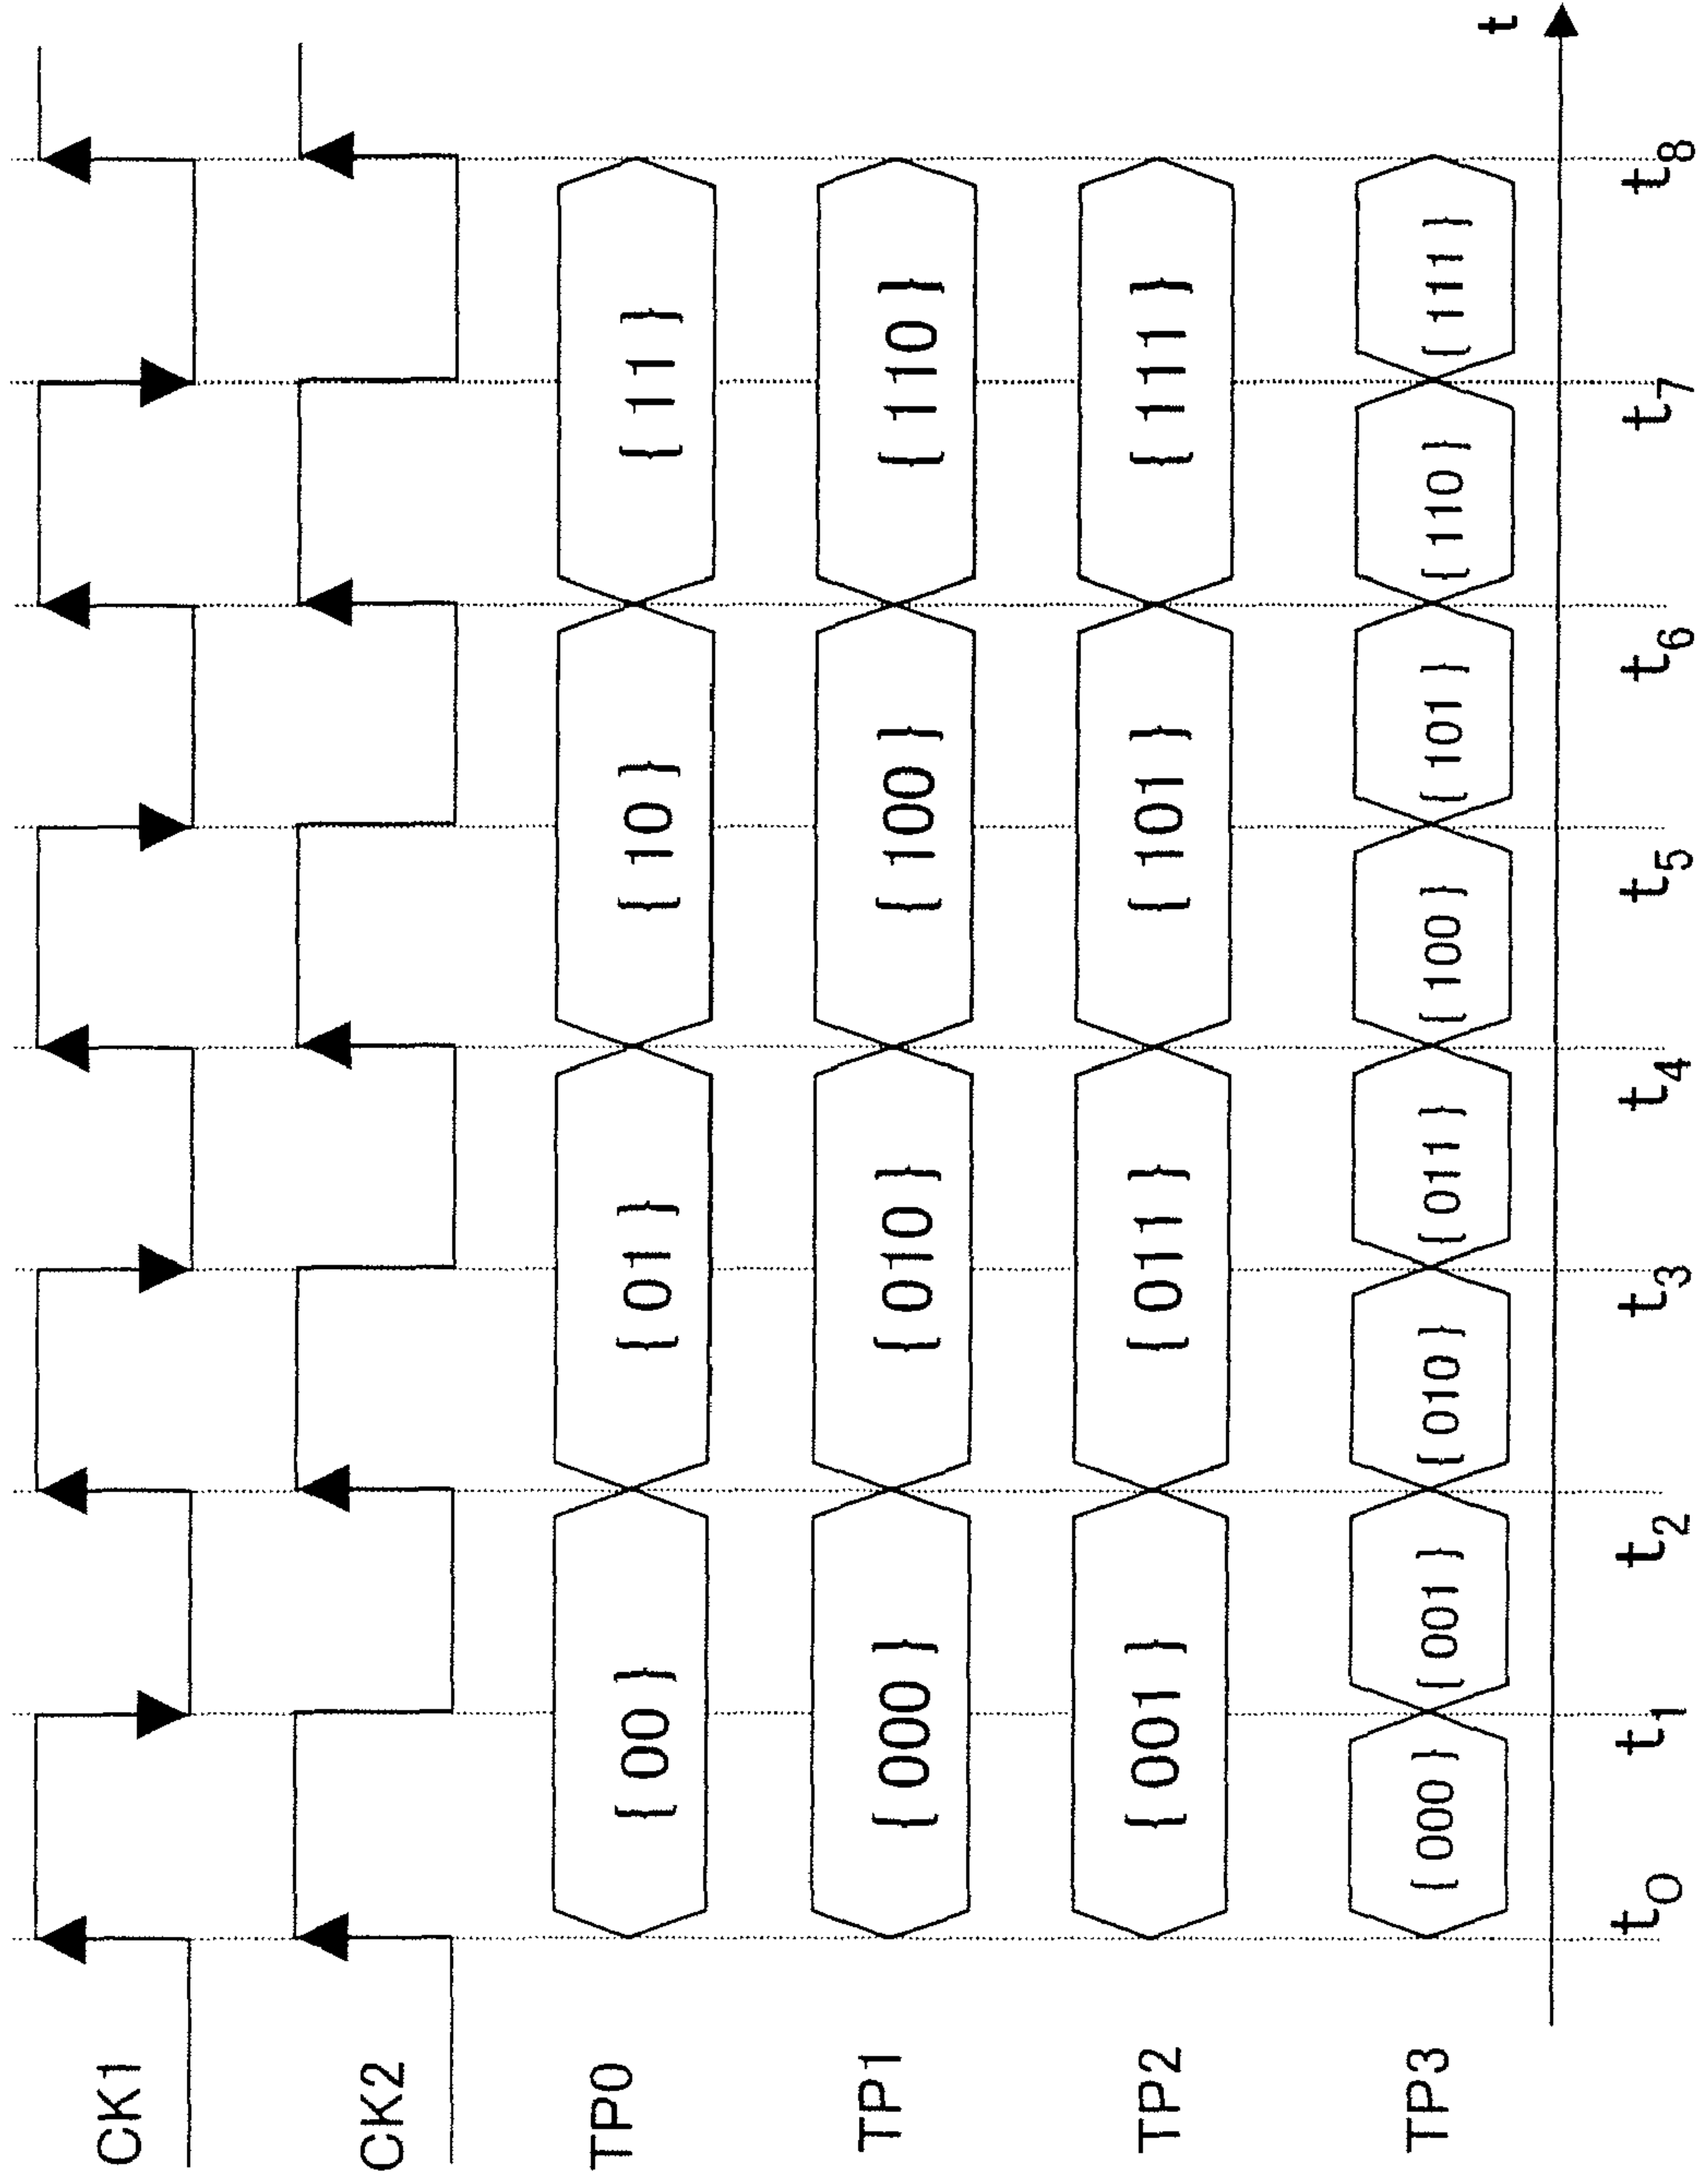 CK1
CK2
TP0 { 00 } { 01 } { 10 } { 11 }
TP1 { 000 } { 010 } { 100 } { 110 }
TP2 { 001 } { 011 } { 101 } { 111 }
TP3 { 000 } { 001 } { 010 } { 011 } { 100 } { 101 } { 110 } { 111 }
t
t0 t1 t2 t3 t4 t5 t6 t7 t8